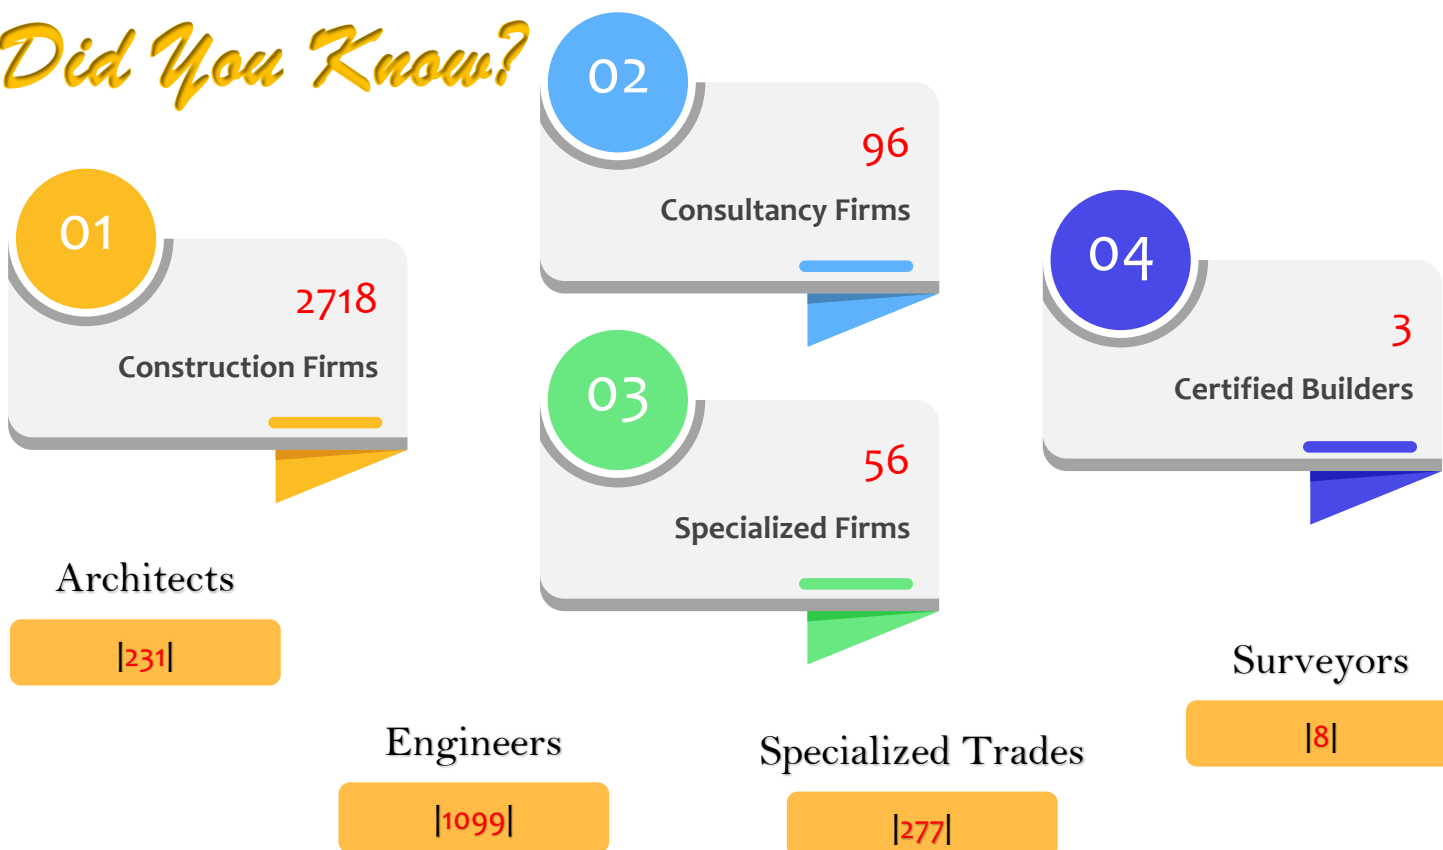 Did You Know?
01
2718
Construction Firms
02
96
Consultancy Firms
03
56
Specialized Firms
04
3
Certified Builders
Architects
|231|
Engineers
|1099|
Specialized Trades
|277|
Surveyors
|8|